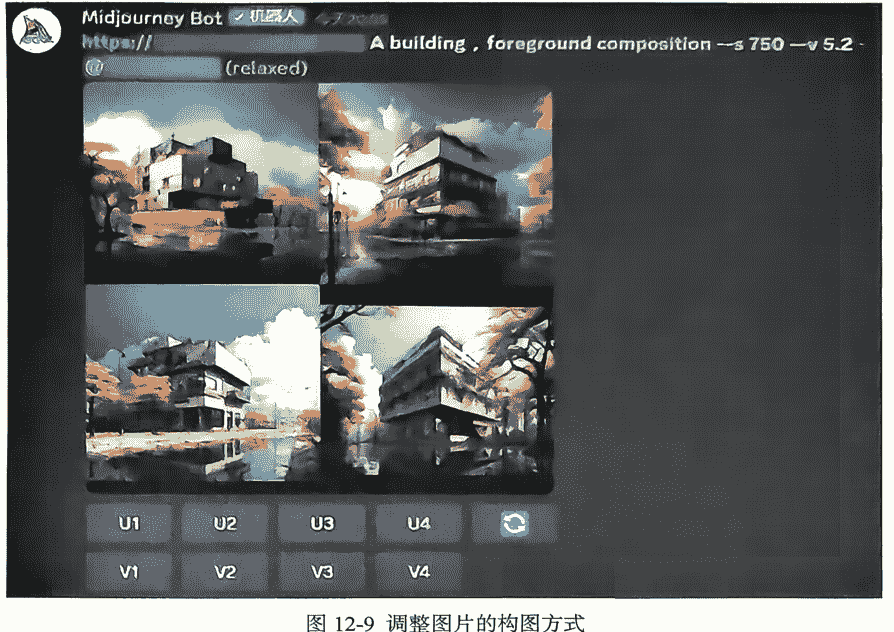 Midjourney Bot ✓ 机器人
https:// A building , foreground composition --s 750 --v 5.2 -
@ (relaxed)
U1 U2 U3 U4
V1 V2 V3 V4
图 12-9 调整图片的构图方式